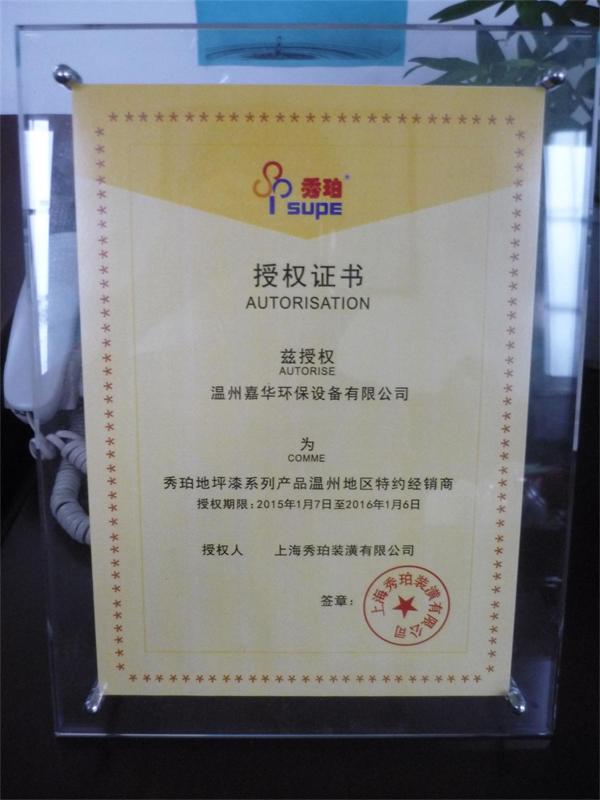 秀珀®
SUPE
授权证书
AUTORISATION
兹授权
AUTORISE
温州嘉华环保设备有限公司
为
COMME
秀珀地坪漆系列产品温州地区特约经销商
授权期限:2015年1月7日至2016年1月6日
授权人 上海秀珀装潢有限公司
签章:
上海秀珀装潢有限公司